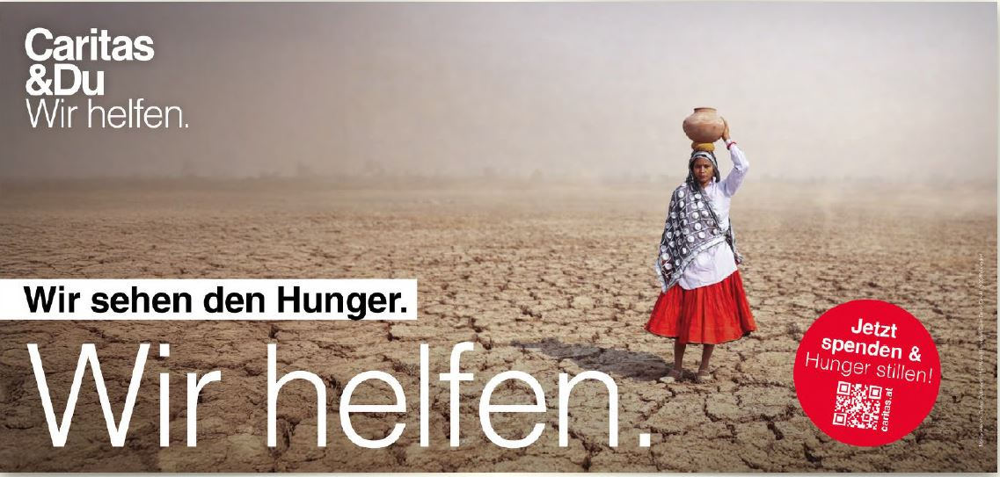 Caritas
&Du
Wir helfen.
Wir sehen den Hunger.
Wir helfen.
Jetzt
spenden &
Hunger stillen!
caritas.at